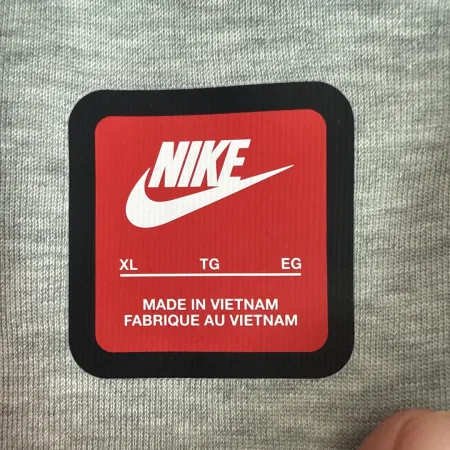 NIKE
XL TG EG
MADE IN VIETNAM
FABRIQUE AU VIETNAM